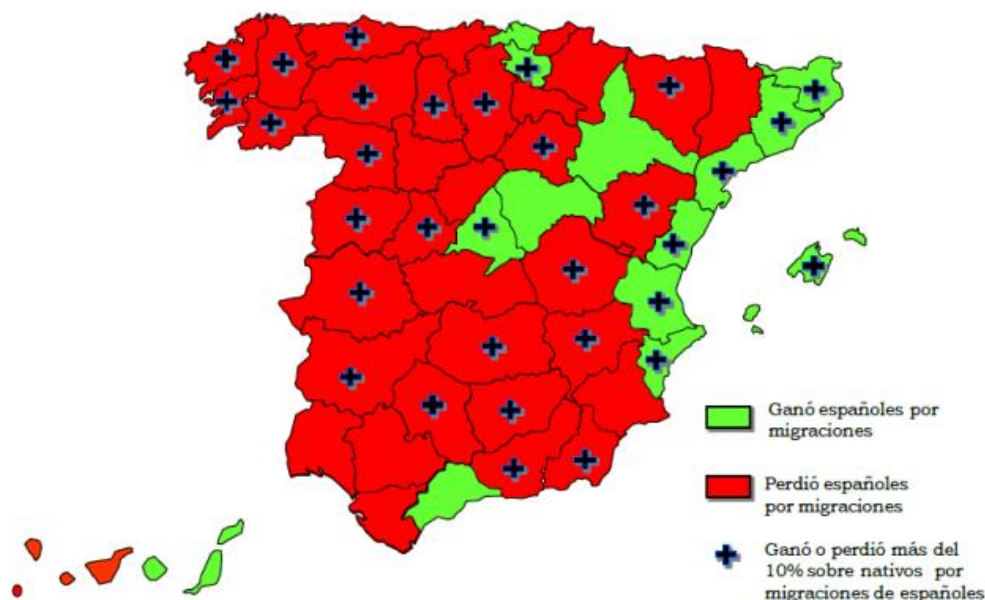 Ganó españoles por
migraciones
Perdió españoles
por migraciones
Ganó o perdió más del
10% sobre nativos por
migraciones de españoles